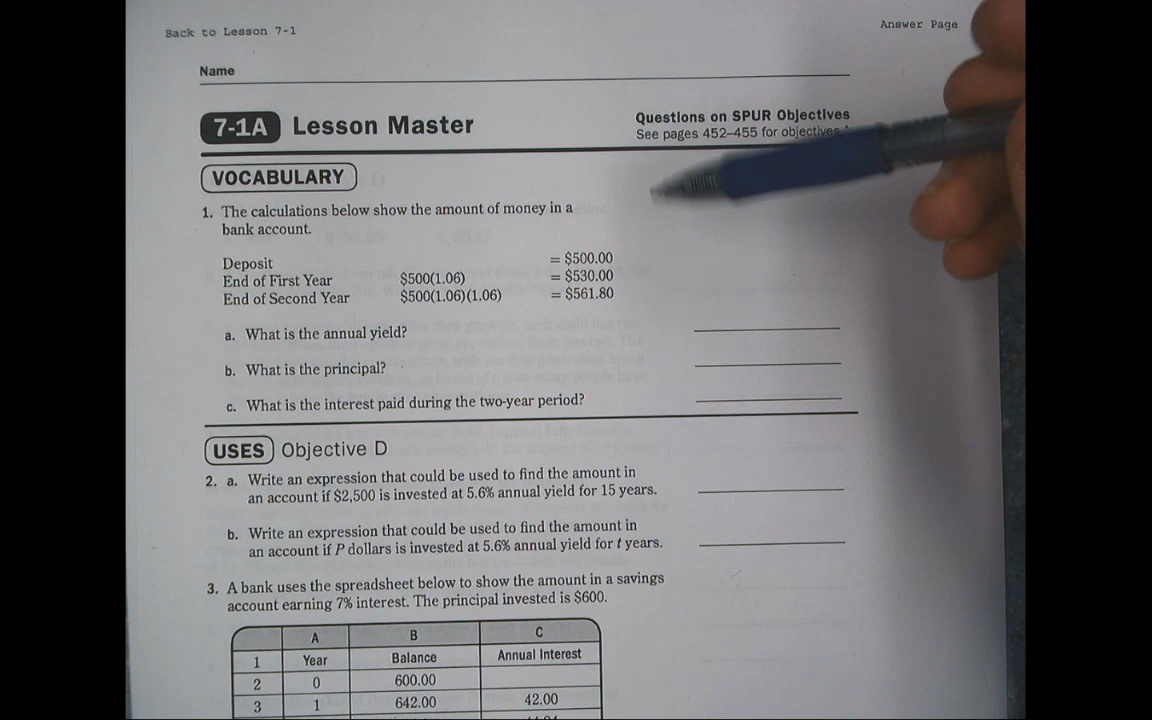 Back to Lesson 7-1
Answer Page
Name
7-1A Lesson Master
Questions on SPUR Objectives
See pages 452–455 for objectives.
VOCABULARY
1. The calculations below show the amount of money in a
bank account.
Deposit = $500.00
End of First Year $500(1.06) = $530.00
End of Second Year $500(1.06)(1.06) = $561.80
a. What is the annual yield?
b. What is the principal?
c. What is the interest paid during the two-year period?
USES Objective D
2. a. Write an expression that could be used to find the amount in
an account if $2,500 is invested at 5.6% annual yield for 15 years.
b. Write an expression that could be used to find the amount in
an account if P dollars is invested at 5.6% annual yield for t years.
3. A bank uses the spreadsheet below to show the amount in a savings
account earning 7% interest. The principal invested is $600.
A B C
1 Year Balance Annual Interest
2 0 600.00
3 1 642.00 42.00